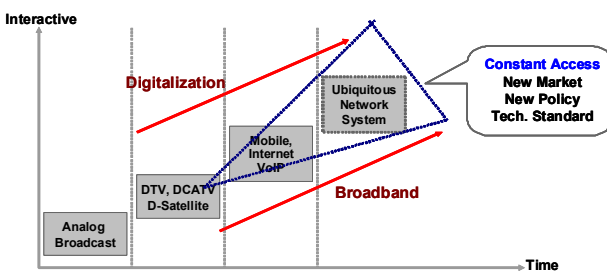 Interactive
Digitalization
Constant Access
New Market
New Policy
Tech. Standard
Ubiquitous
Network
System
Mobile,
Internet
VoIP
DTV, DCATV
D-Satellite
Broadband
Analog
Broadcast
Time